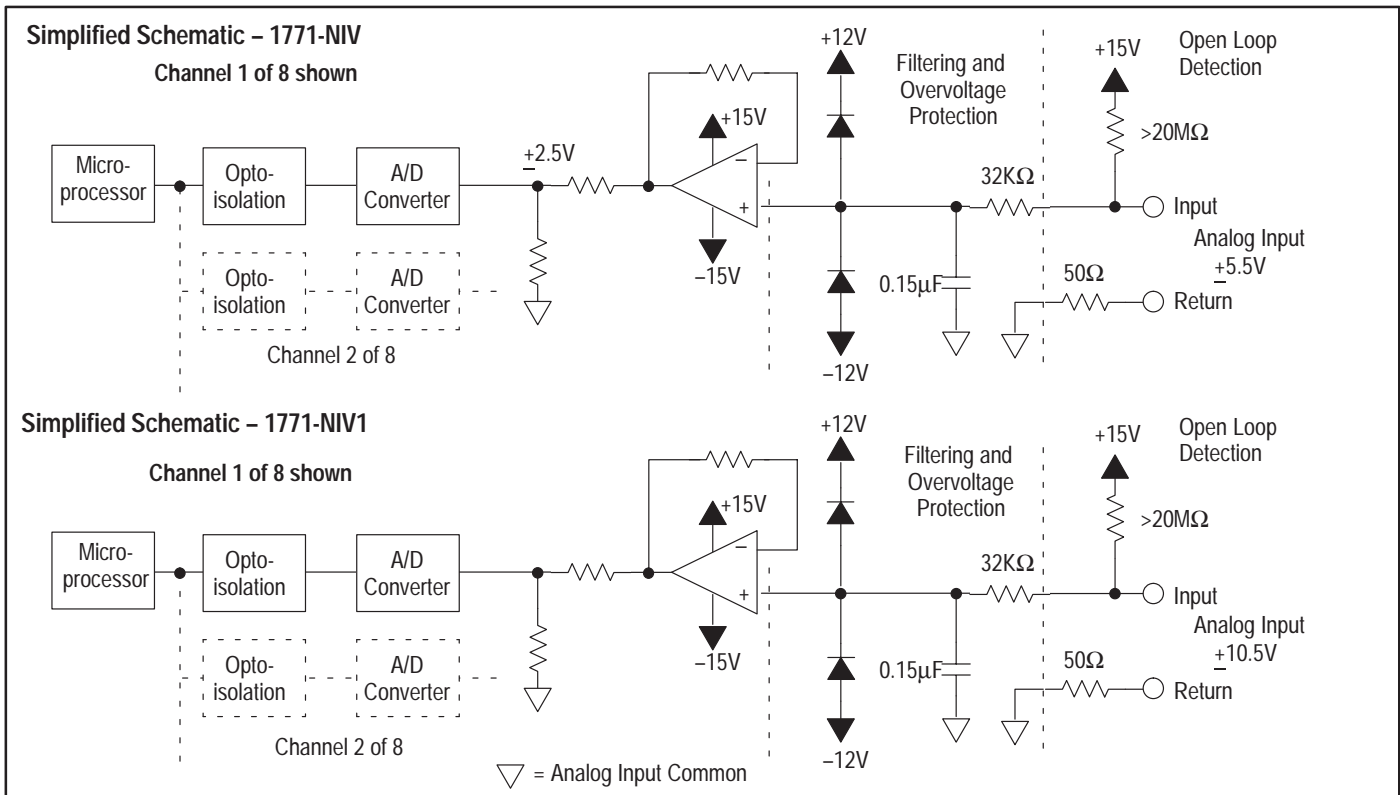 Simplified Schematic – 1771-NIV
Channel 1 of 8 shown
+12V
Filtering and
Overvoltage
Protection
+15V
Open Loop
Detection
>20MΩ
+15V
–
+
–15V
Micro-
processor
Opto-
isolation
A/D
Converter
±2.5V
32KΩ
Input
Analog Input
±5.5V
50Ω
Return
0.15µF
–12V
Opto-
isolation
A/D
Converter
Channel 2 of 8
Simplified Schematic – 1771-NIV1
Channel 1 of 8 shown
+12V
Filtering and
Overvoltage
Protection
+15V
Open Loop
Detection
>20MΩ
+15V
–
+
–15V
Micro-
processor
Opto-
isolation
A/D
Converter
32KΩ
Input
Analog Input
±10.5V
50Ω
Return
0.15µF
–12V
Opto-
isolation
A/D
Converter
Channel 2 of 8
= Analog Input Common